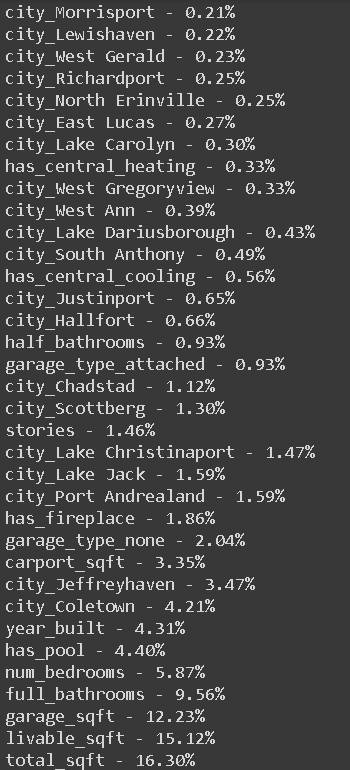 city_Morrisport - 0.21%
city_Lewishaven - 0.22%
city_West Gerald - 0.23%
city_Richardport - 0.25%
city_North Erinville - 0.25%
city_East Lucas - 0.27%
city_Lake Carolyn - 0.30%
has_central_heating - 0.33%
city_West Gregoryview - 0.33%
city_West Ann - 0.39%
city_Lake Dariusborough - 0.43%
city_South Anthony - 0.49%
has_central_cooling - 0.56%
city_Justinport - 0.65%
city_Hallfort - 0.66%
half_bathrooms - 0.93%
garage_type_attached - 0.93%
city_Chadstad - 1.12%
city_Scottberg - 1.30%
stories - 1.46%
city_Lake Christinaport - 1.47%
city_Lake Jack - 1.59%
city_Port Andrealand - 1.59%
has_fireplace - 1.86%
garage_type_none - 2.04%
carport_sqft - 3.35%
city_Jeffreyhaven - 3.47%
city_Coletown - 4.21%
year_built - 4.31%
has_pool - 4.40%
num_bedrooms - 5.87%
full_bathrooms - 9.56%
garage_sqft - 12.23%
livable_sqft - 15.12%
total_sqft - 16.30%